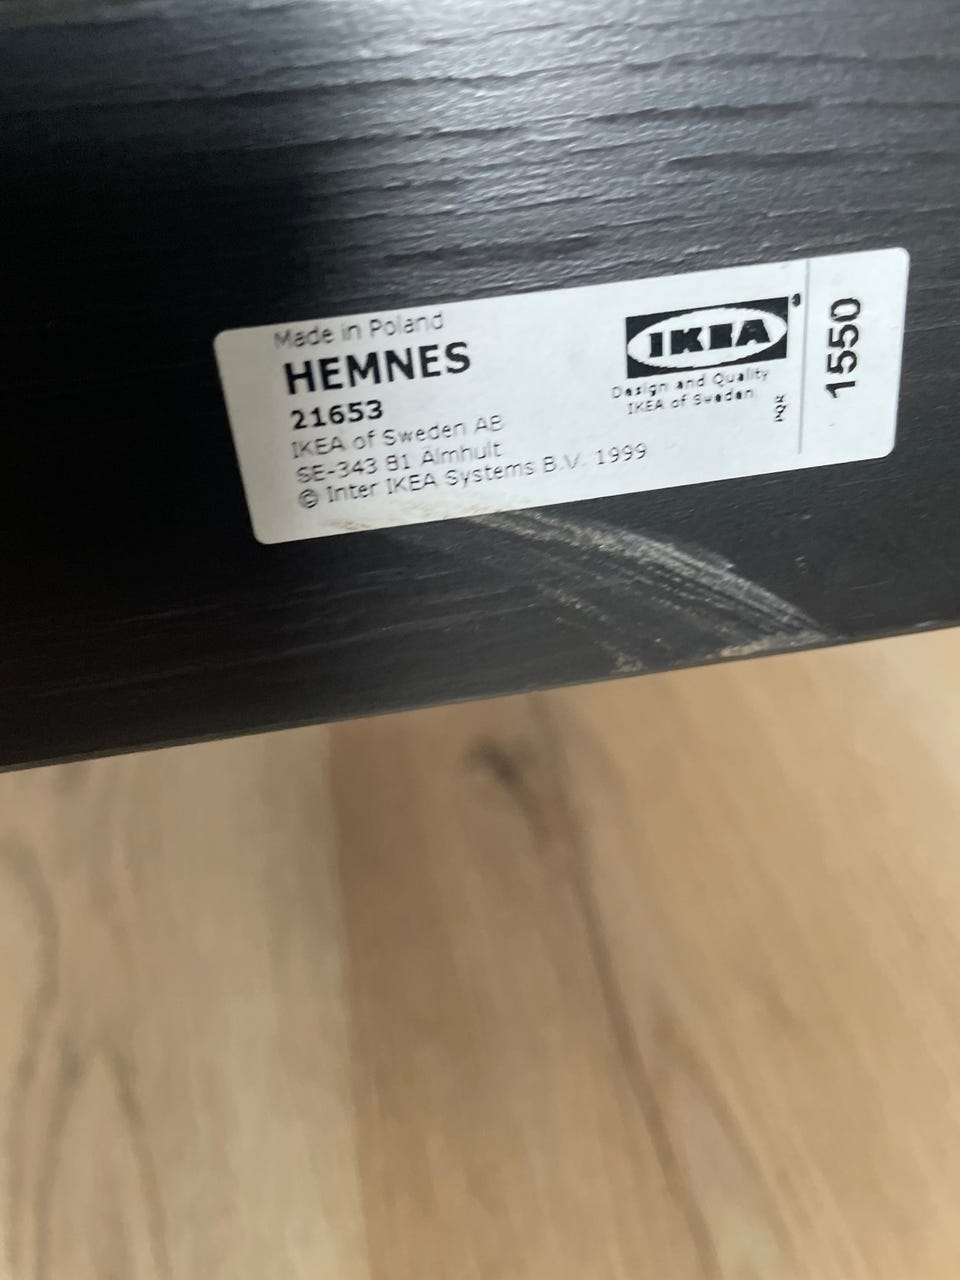 Made in Poland
HEMNES
21653
IKEA of Sweden AB
SE-343 81 Älmhult
© Inter IKEA Systems B.V. 1999
IKEA®
Design and Quality
IKEA of Sweden
1550